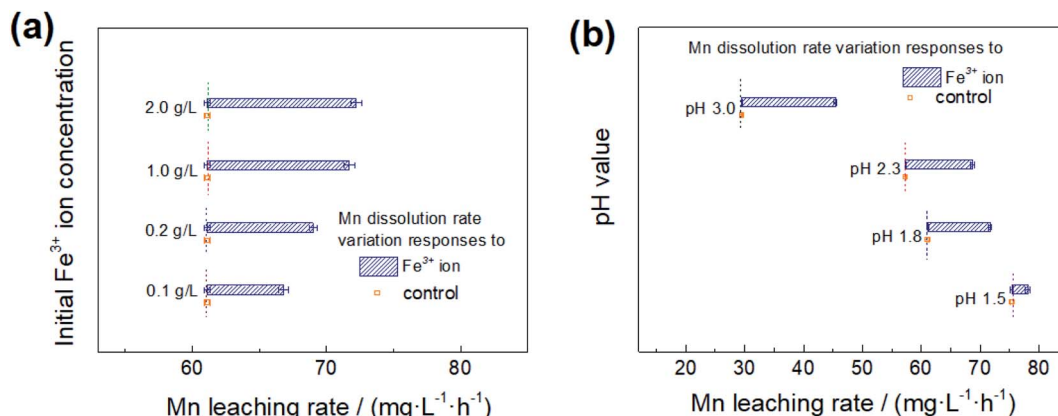 (a)
Initial Fe³⁺ ion concentration
2.0 g/L
1.0 g/L
0.2 g/L
0.1 g/L
Mn dissolution rate
variation responses to
Fe³⁺ ion
control
60 70 80
Mn leaching rate / (mg·L⁻¹·h⁻¹)
(b)
pH value
Mn dissolution rate variation responses to
Fe³⁺ ion
control
pH 3.0
pH 2.3
pH 1.8
pH 1.5
20 30 40 50 60 70 80
Mn leaching rate / (mg·L⁻¹·h⁻¹)